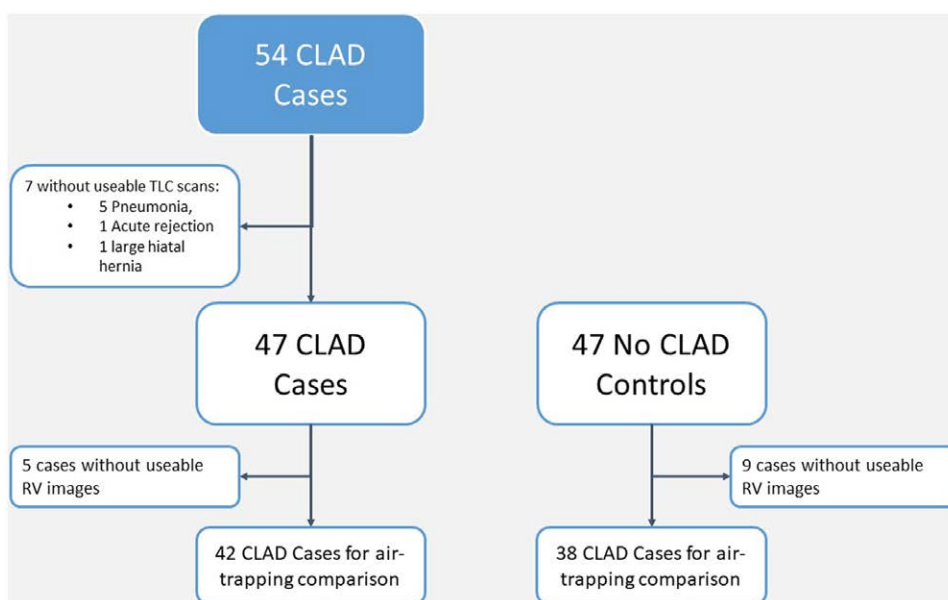 54 CLAD
Cases
7 without useable TLC scans:
• 5 Pneumonia,
• 1 Acute rejection
• 1 large hiatal
hernia
47 CLAD
Cases
47 No CLAD
Controls
5 cases without useable
RV images
9 cases without useable
RV images
42 CLAD Cases for air-
trapping comparison
38 CLAD Cases for air-
trapping comparison